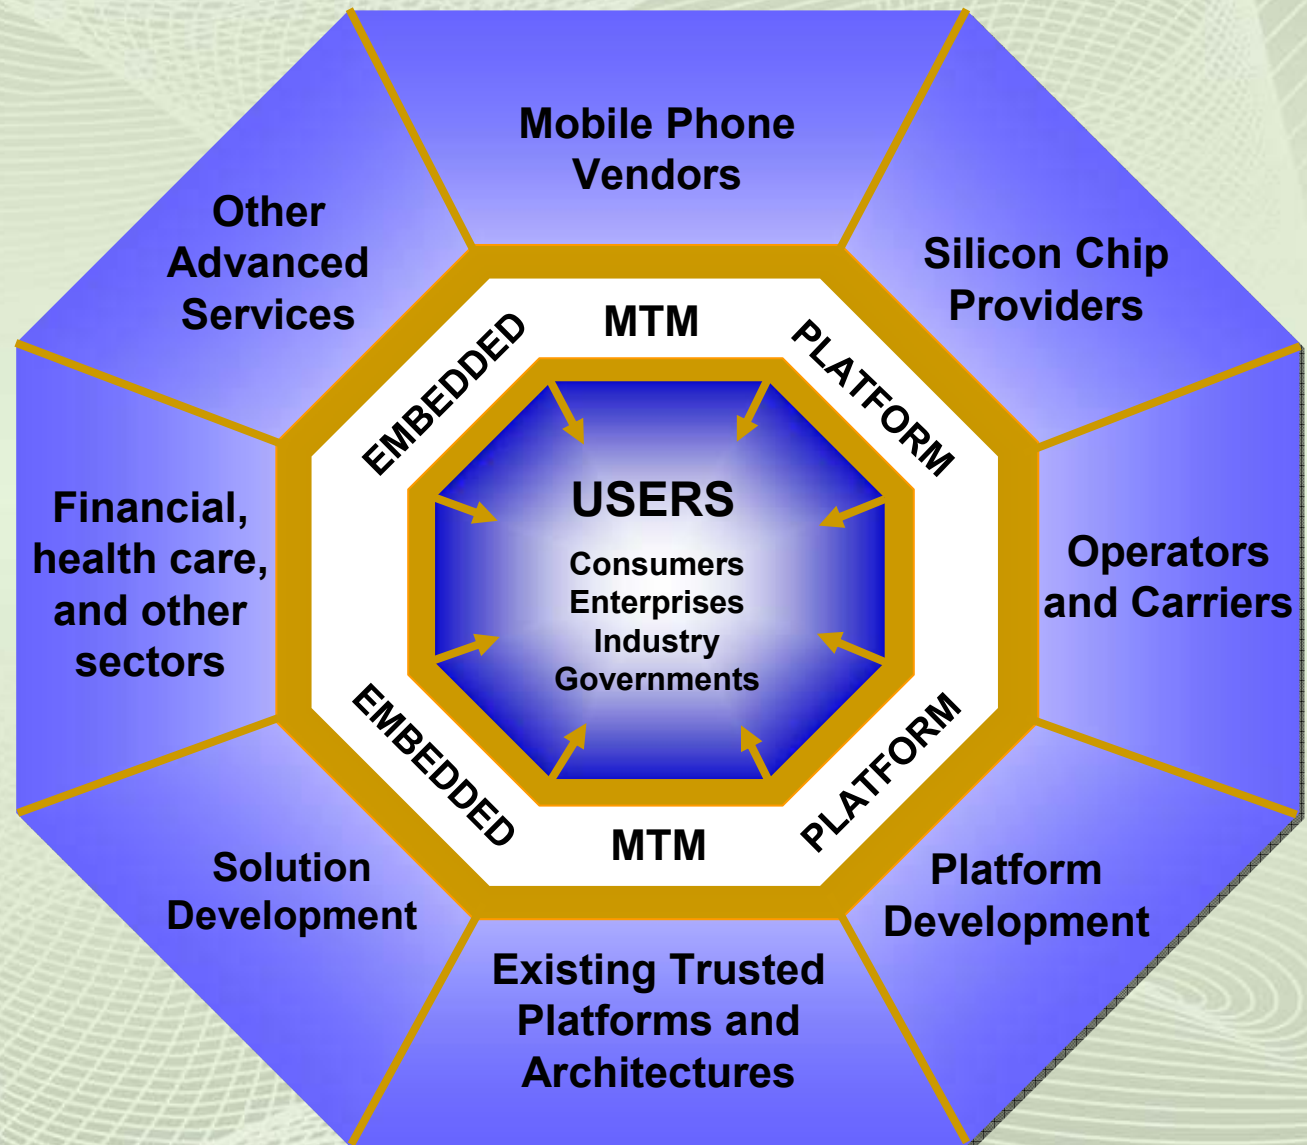 Mobile Phone
Vendors
Other
Advanced
Services
Silicon Chip
Providers
MTM
EMBEDDED
PLATFORM
Financial,
health care,
and other
sectors
USERS
Consumers
Enterprises
Industry
Governments
Operators
and Carriers
EMBEDDED
PLATFORM
MTM
Solution
Development
Platform
Development
Existing Trusted
Platforms and
Architectures